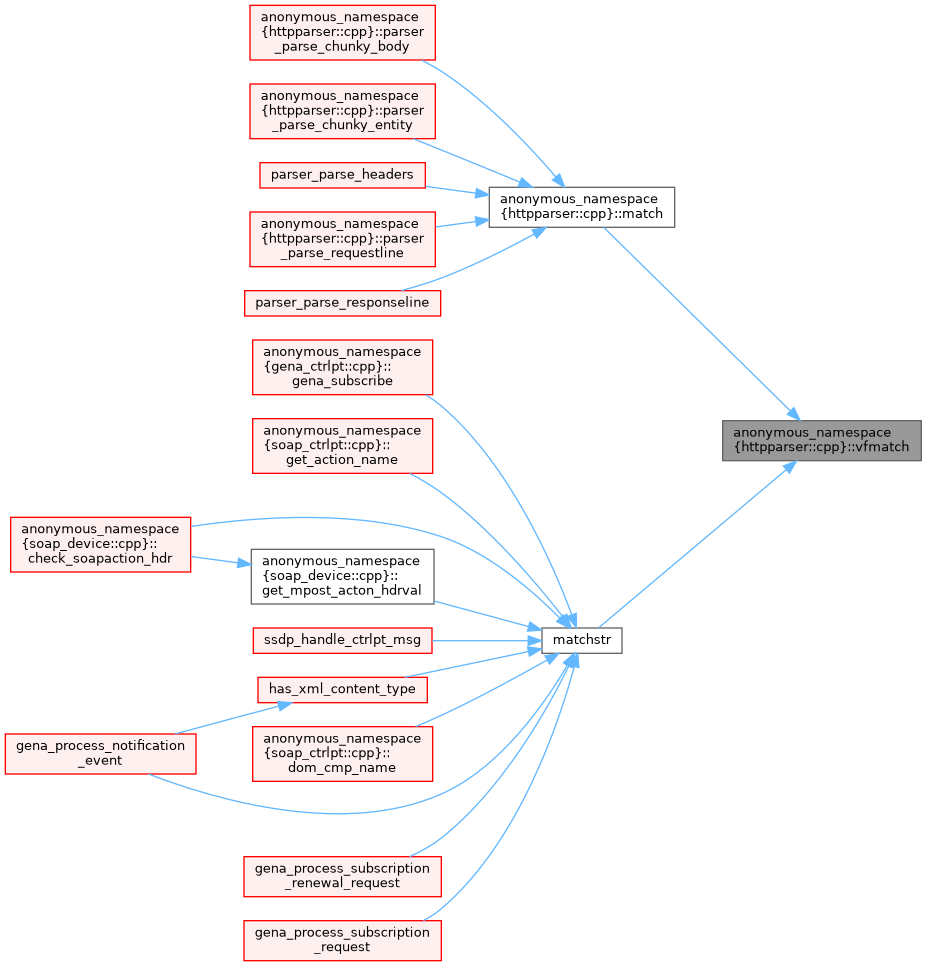 anonymous_namespace
{httpparser::cpp}::parser
_parse_chunky_body
anonymous_namespace
{httpparser::cpp}::parser
_parse_chunky_entity
parser_parse_headers
anonymous_namespace
{httpparser::cpp}::match
anonymous_namespace
{httpparser::cpp}::parser
_parse_requestline
parser_parse_responseline
anonymous_namespace
{gena_ctrlpt::cpp}::
gena_subscribe
anonymous_namespace
{soap_ctrlpt::cpp}::
get_action_name
anonymous_namespace
{httpparser::cpp}::vfmatch
anonymous_namespace
{soap_device::cpp}::
check_soapaction_hdr
anonymous_namespace
{soap_device::cpp}::
get_mpost_acton_hdrval
ssdp_handle_ctrlpt_msg
matchstr
has_xml_content_type
gena_process_notification
_event
anonymous_namespace
{soap_ctrlpt::cpp}::
dom_cmp_name
gena_process_subscription
_renewal_request
gena_process_subscription
_request